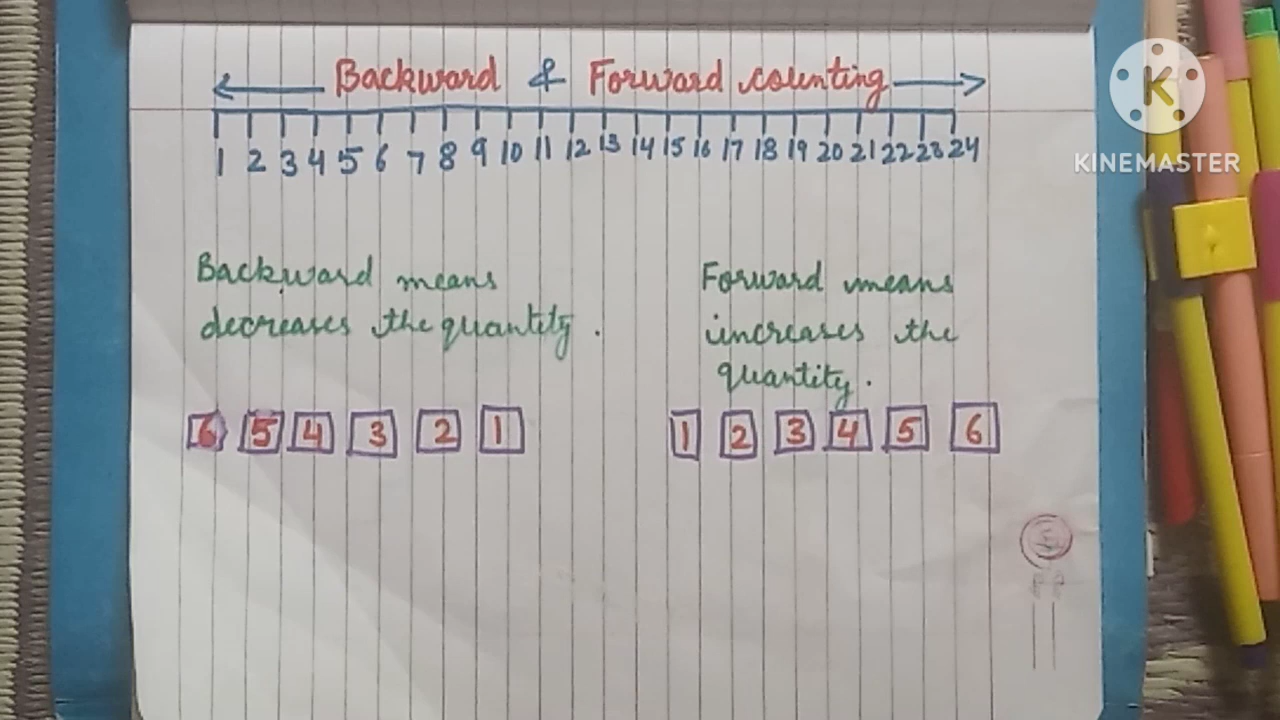 Backward & Forward counting
1 2 3 4 5 6 7 8 9 10 11 12 13 14 15 16 17 18 19 20 21 22 23 24
KINEMASTER
Backward means
decreases the quantity.
Forward means
increases the
quantity.
6 5 4 3 2 1
1 2 3 4 5 6